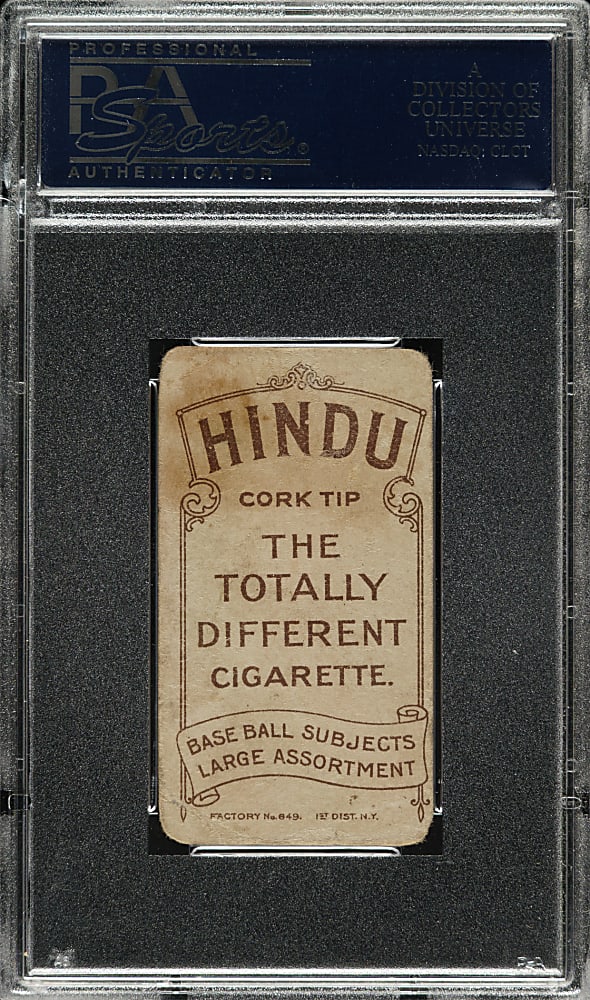 PROFESSIONAL
PSA
Sports®
AUTHENTICATOR
A
DIVISION OF
COLLECTORS
UNIVERSE
NASDAQ: CLCT
HINDU
CORK TIP
THE
TOTALLY
DIFFERENT
CIGARETTE.
BASE BALL SUBJECTS
LARGE ASSORTMENT
FACTORY No. 649. 1ST DIST. N.Y.